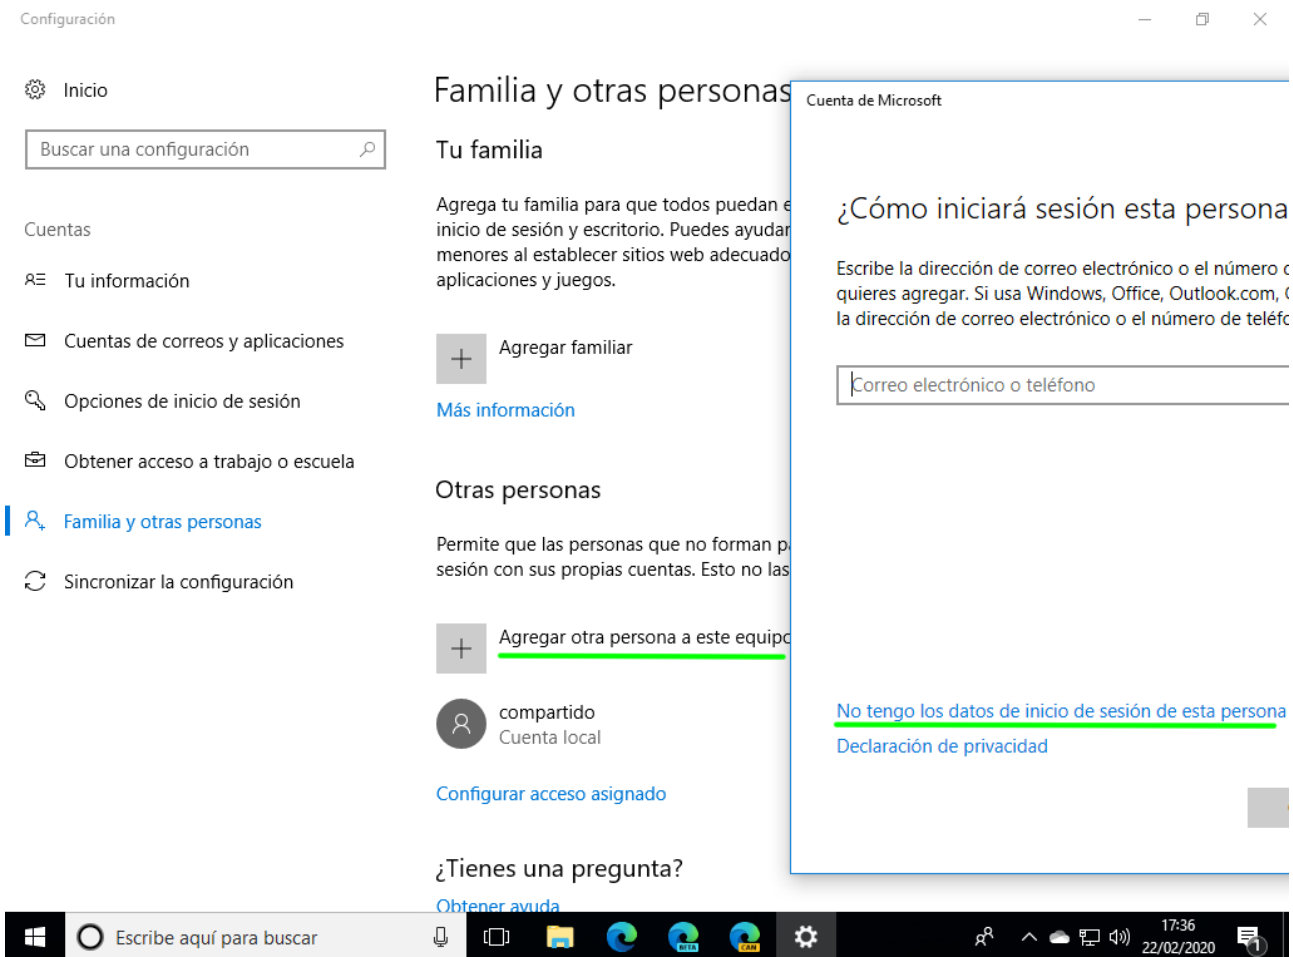 Configuración
Inicio
Buscar una configuración
Cuentas
Tu información
Cuentas de correos y aplicaciones
Opciones de inicio de sesión
Obtener acceso a trabajo o escuela
Familia y otras personas
Sincronizar la configuración
Familia y otras personas
Tu familia
Agrega tu familia para que todos puedan
inicio de sesión y escritorio. Puedes ayudar
menores al establecer sitios web adecuado
aplicaciones y juegos.
Agregar familiar
Más información
Otras personas
Permite que las personas que no forman
sesión con sus propias cuentas. Esto no las
Agregar otra persona a este equipo
compartido
Cuenta local
Configurar acceso asignado
¿Tienes una pregunta?
Obtener ayuda
Cuenta de Microsoft
¿Cómo iniciará sesión esta persona
Escribe la dirección de correo electrónico o el número
quieres agregar. Si usa Windows, Office, Outlook.com,
la dirección de correo electrónico o el número de
Correo electrónico o teléfono
No tengo los datos de inicio de sesión de esta persona
Declaración de privacidad
Escribe aquí para buscar
BETA
CAN
17:36
22/02/2020
1